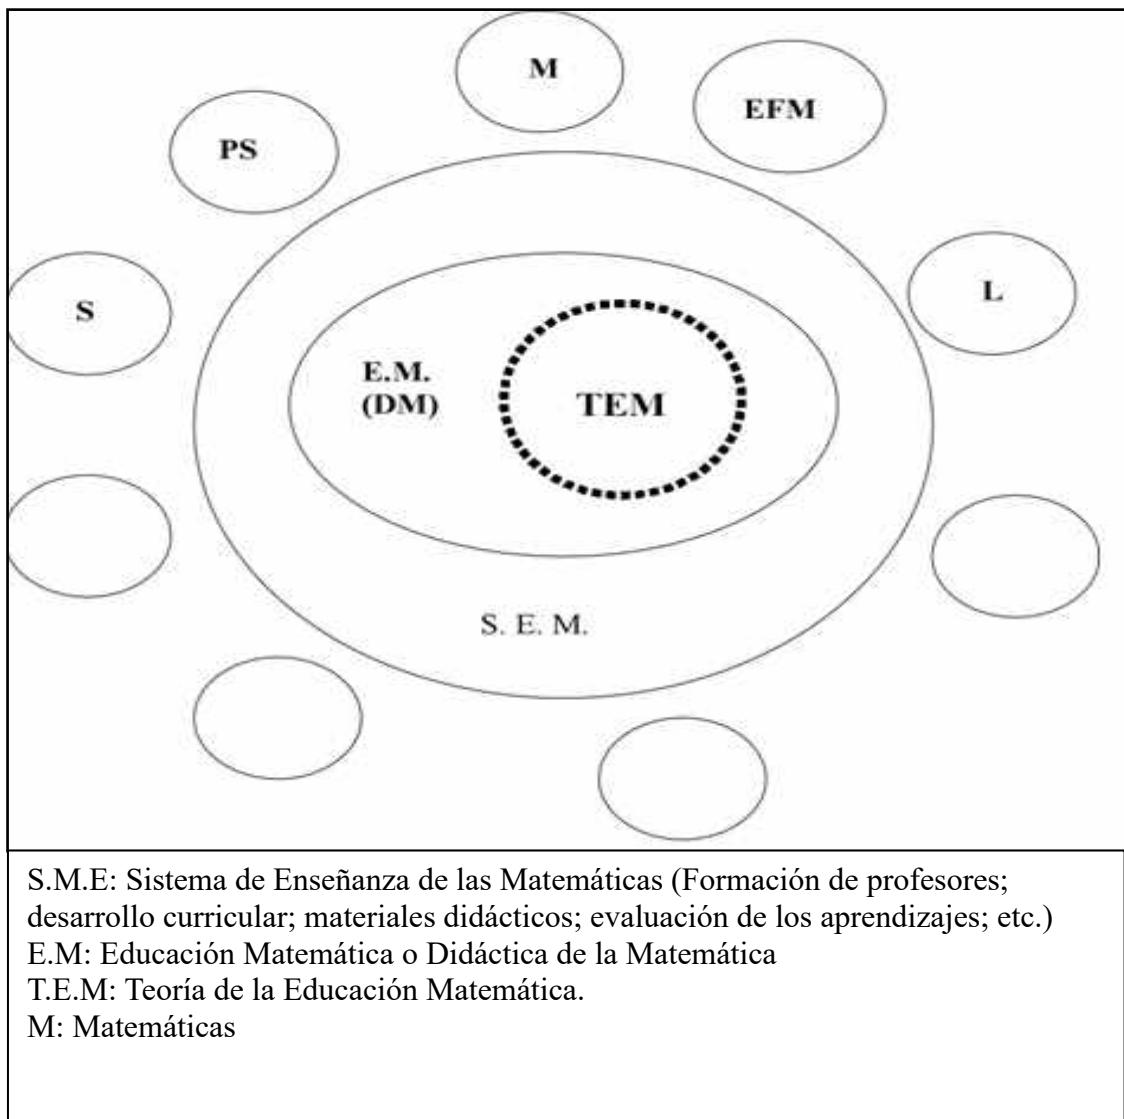 M
EFM
PS
L
S
E.M.
(DM)
TEM
S. E. M.
S.M.E: Sistema de Enseñanza de las Matemáticas (Formación de profesores;
desarrollo curricular; materiales didácticos; evaluación de los aprendizajes; etc.)
E.M: Educación Matemática o Didáctica de la Matemática
T.E.M: Teoría de la Educación Matemática.
M: Matemáticas